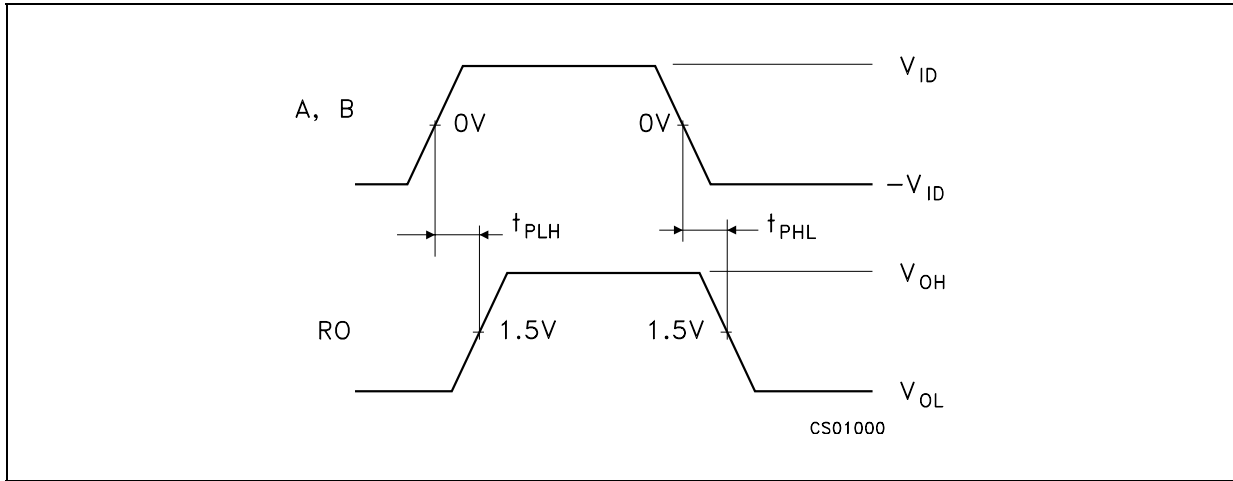 V_ID
A, B
0V 0V
-V_ID
t_PLH t_PHL
V_OH
RO 1.5V 1.5V
V_OL
CS01000